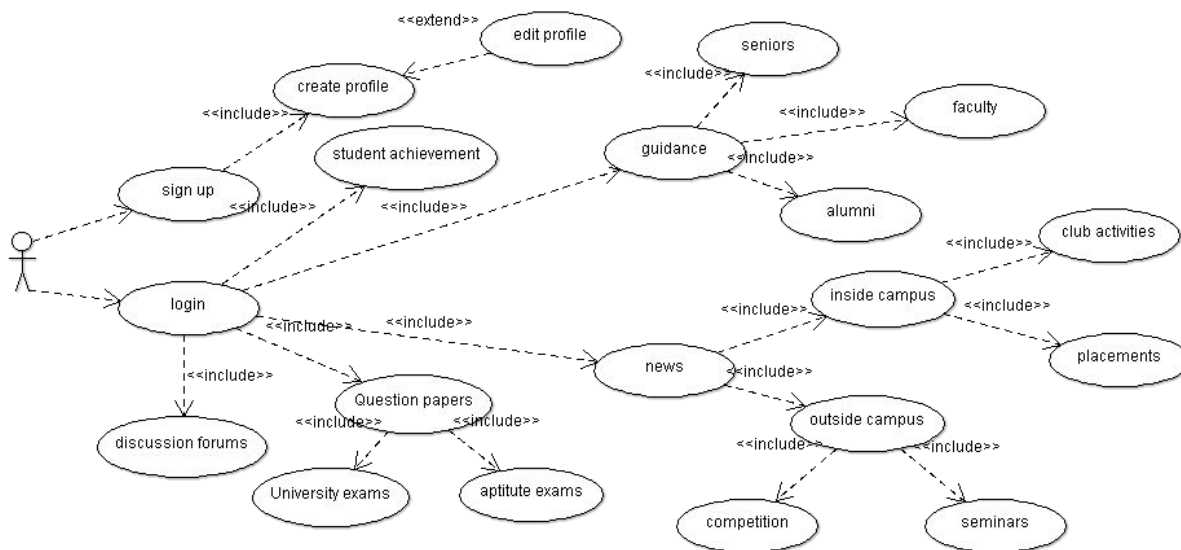 <<extend>>
edit profile
seniors
<<include>>
create profile
<<include>>
<<include>>
faculty
student achievement
guidance
<<include>>
sign up
<<include>>
<<include>>
alumni
club activities
<<include>>
login
inside campus
<<include>>
<<include>>
<<include>>
<<include>>
placements
news
<<include>>
<<include>>
Question papers
<<include>>
<<include>>
outside campus
discussion forums
<<include>>
<<include>>
University exams
aptitute exams
competition
seminars